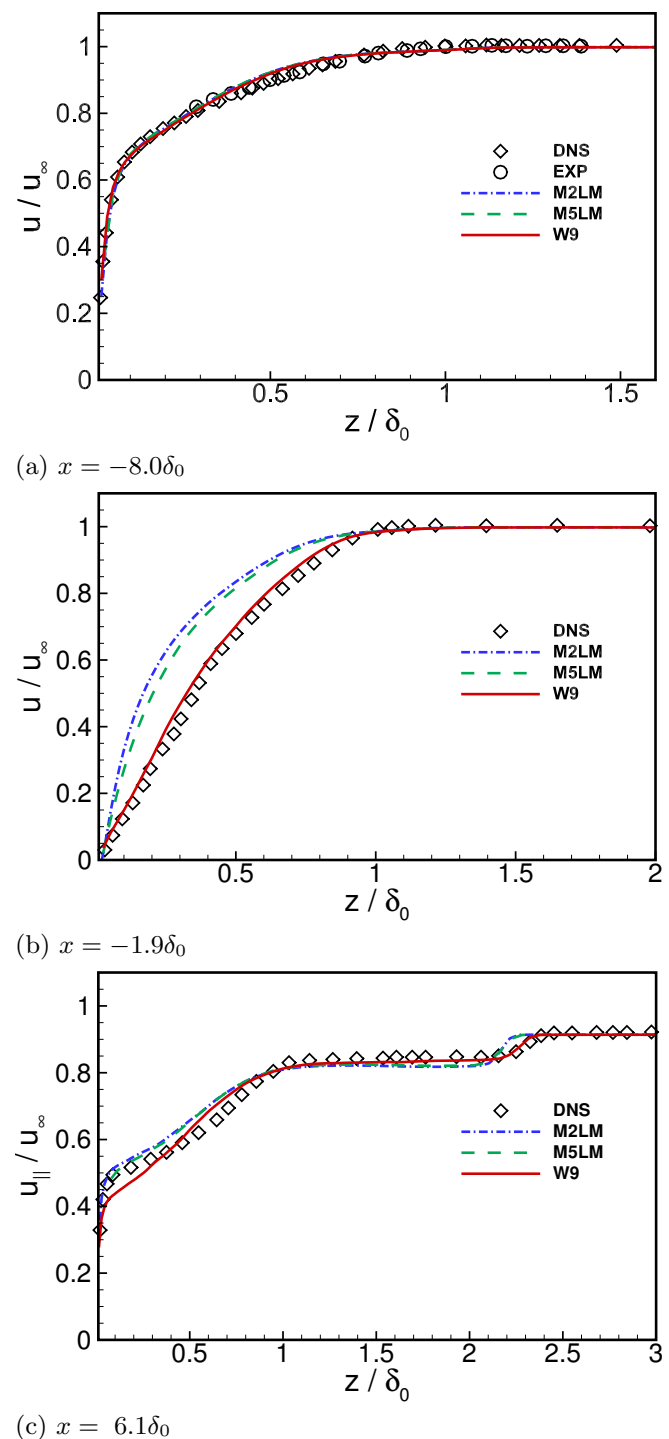 u / u∞
1
0.8
0.6
0.4
0.2
0
0.5
1
1.5
z / δ0
DNS
EXP
M2LM
M5LM
W9
(a) x = −8.0δ0
u / u∞
1
0.8
0.6
0.4
0.2
0
0.5
1
1.5
2
z / δ0
DNS
M2LM
M5LM
W9
(b) x = −1.9δ0
u|| / u∞
1
0.8
0.6
0.4
0.2
0
0.5
1
1.5
2
2.5
3
z / δ0
DNS
M2LM
M5LM
W9
(c) x = 6.1δ0